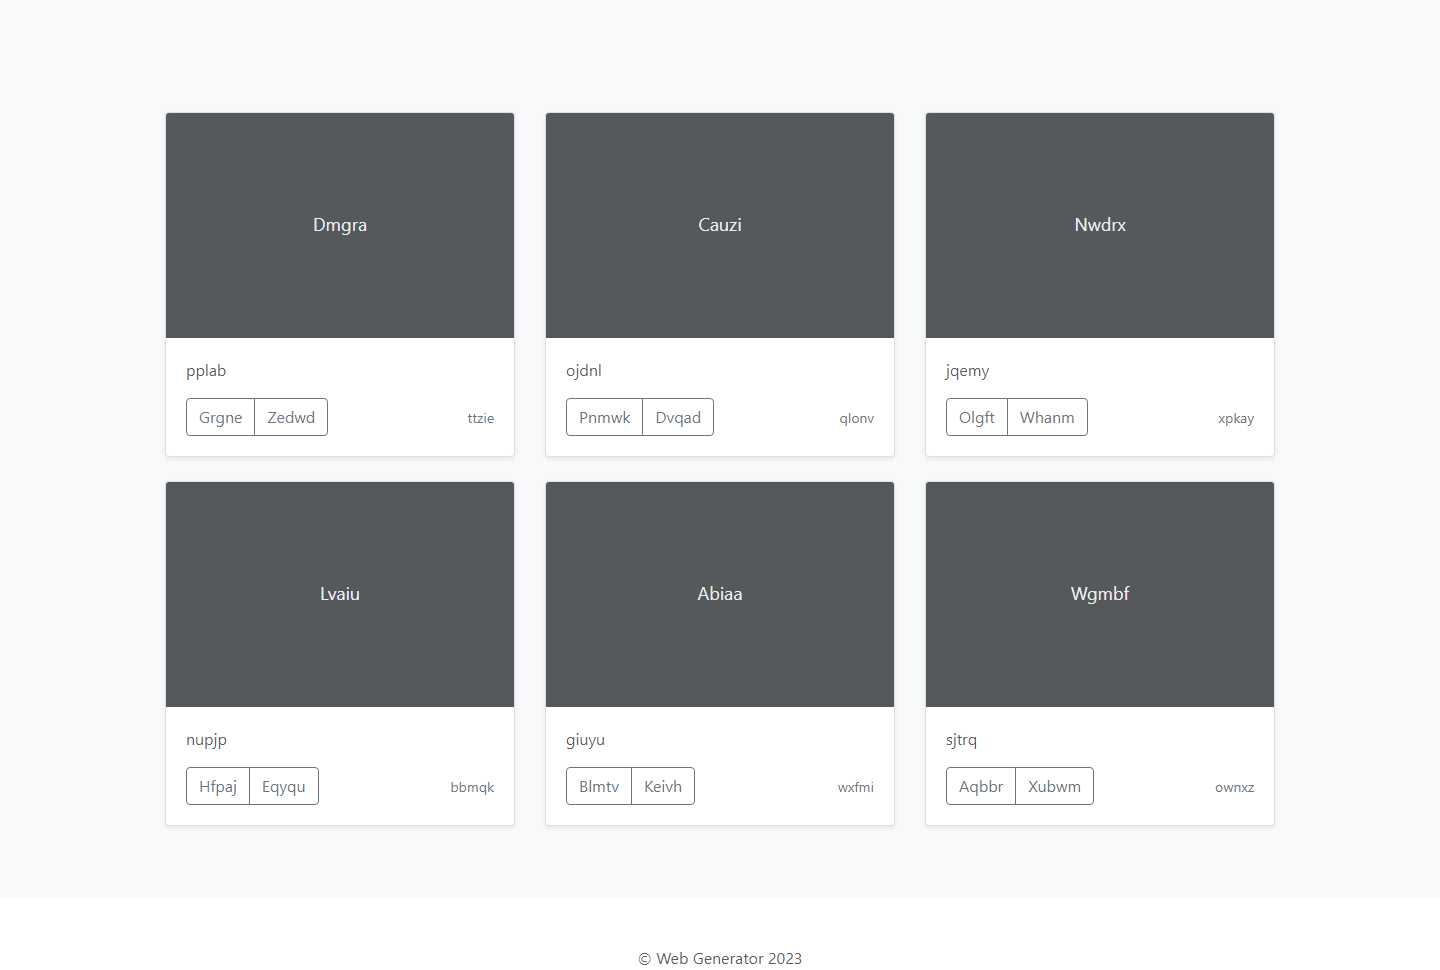 Dmgra
Cauzi
Nwdrx
pplab
ojdnl
jqemy
Grgne Zedwd ttzie
Pnmwk Dvqad qlonv
Olgft Whanm xpkay
Lvaiu
Abiaa
Wgmbf
nupjp
giuyu
sjtrq
Hfpaj Eqyqu bbmqk
Blmtv Keivh wxfmi
Aqbbr Xubwm ownxz
© Web Generator 2023